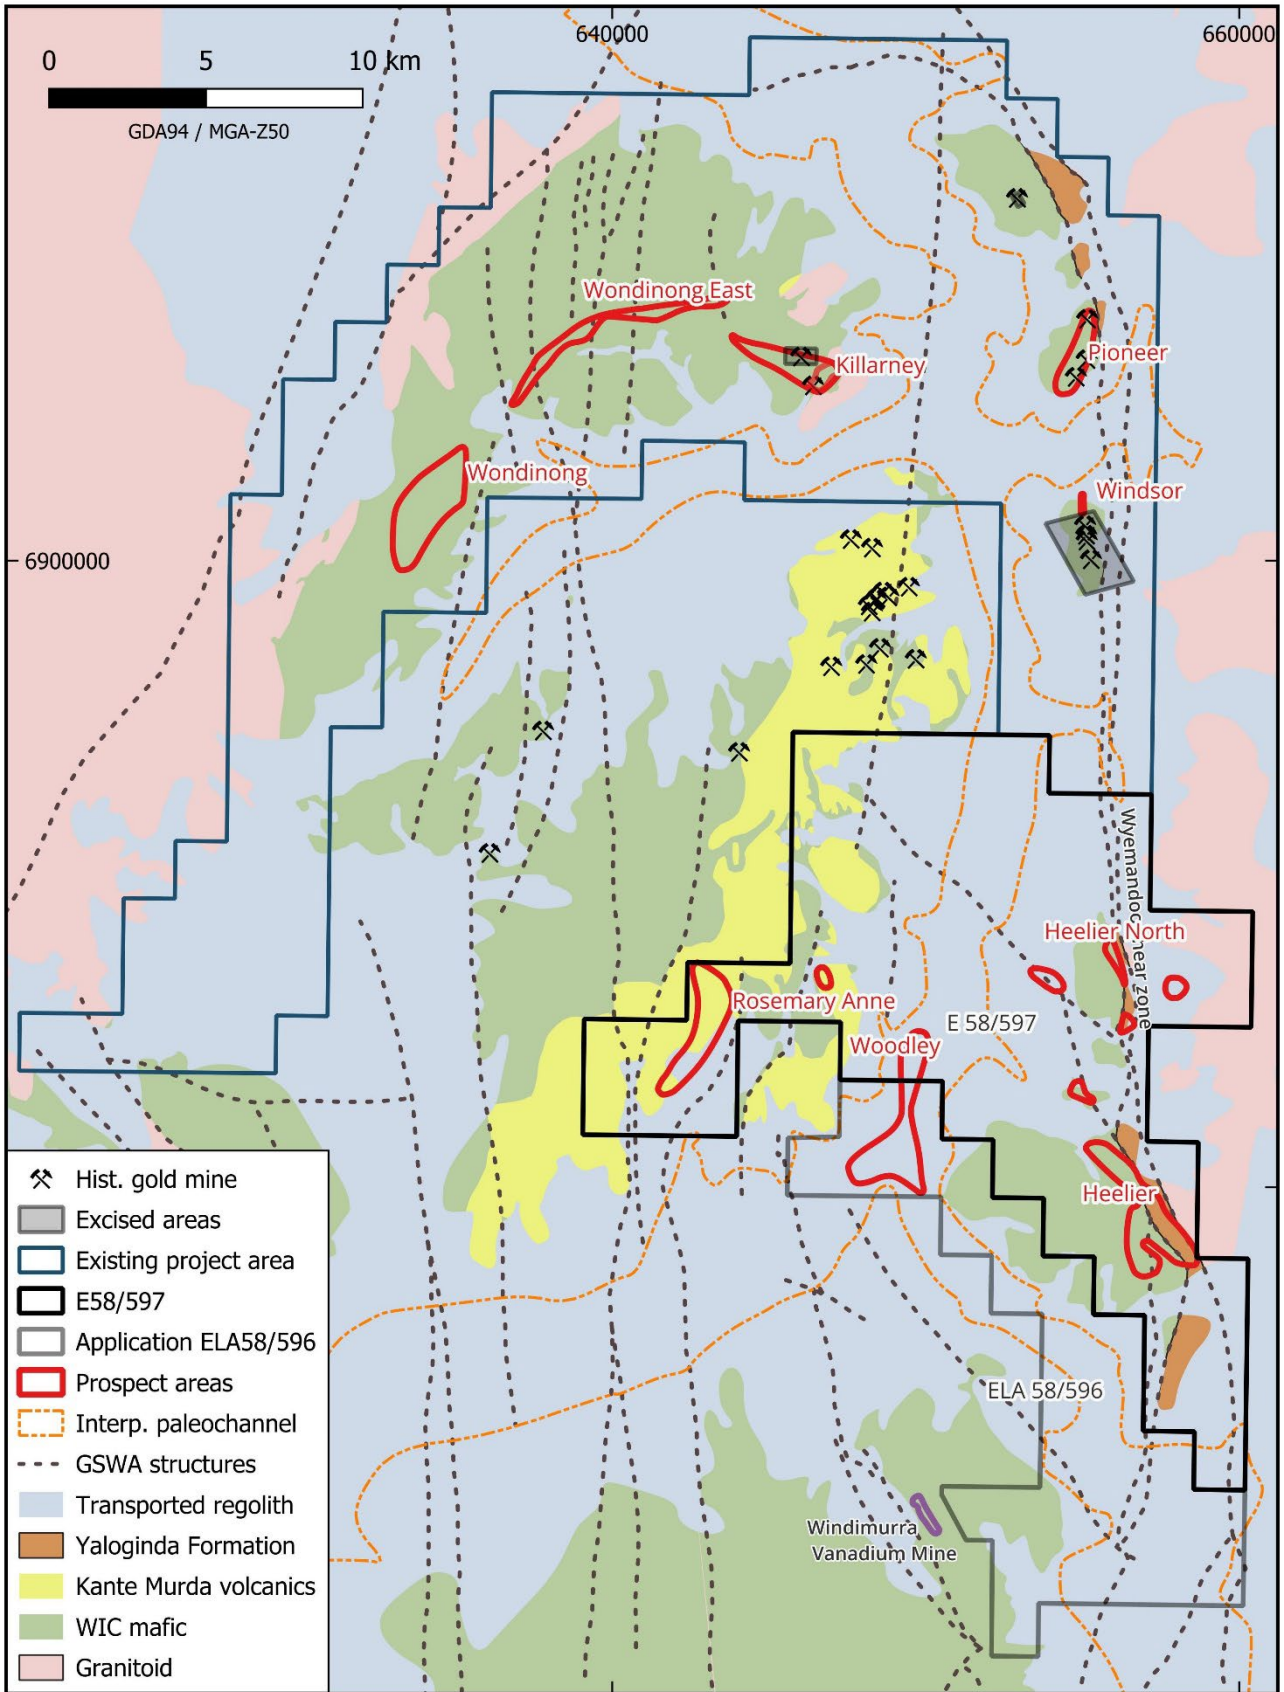 640000
660000
0 5 10 km
GDA94 / MGA-Z50
Wondinong East
Killarney
Pioneer
Wondinong
Windsor
6900000
Wyemandoo
hear zone
Heelier North
Rosemary Anne
E 58/597
Woodley
Heelier
ELA 58/596
Windimurra
Vanadium Mine
Hist. gold mine
Excised areas
Existing project area
E58/597
Application ELA58/596
Prospect areas
Interp. paleochannel
GSWA structures
Transported regolith
Yaloginda Formation
Kante Murda volcanics
WIC mafic
Granitoid